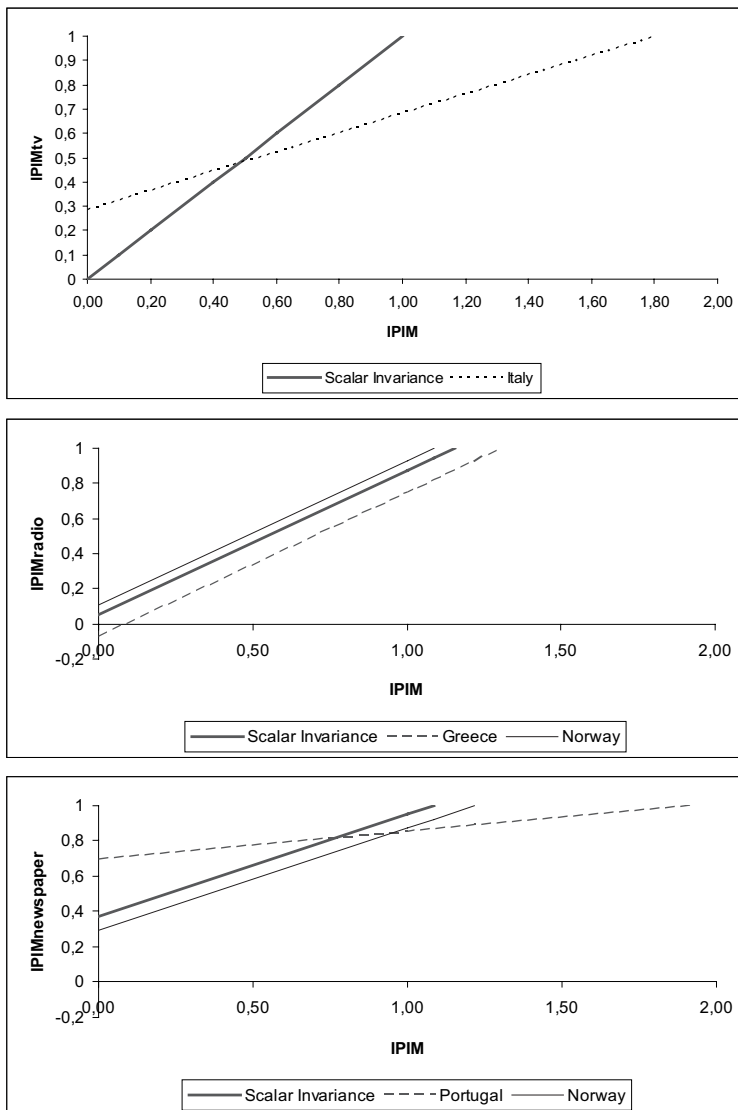 1
0,9
0,8
0,7
0,6
0,5
0,4
0,3
0,2
0,1
0
IPIMtv
0,00 0,20 0,40 0,60 0,80 1,00 1,20 1,40 1,60 1,80 2,00
IPIM
Scalar Invariance Italy
1
0,8
0,6
0,4
0,2
0
-0,2
IPIMradio
0,00 0,50 1,00 1,50 2,00
IPIM
Scalar Invariance Greece Norway
1
0,8
0,6
0,4
0,2
0
-0,2
IPIMnewspaper
0,00 0,50 1,00 1,50 2,00
IPIM
Scalar Invariance Portugal Norway